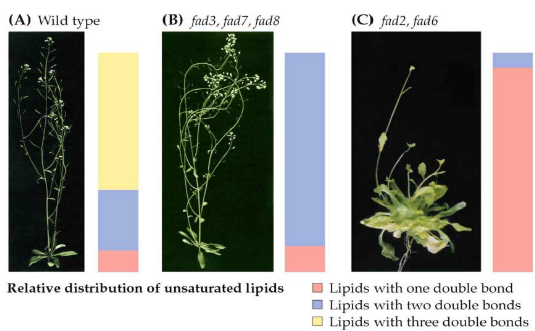 (A) Wild type
(B) fad3, fad7, fad8
(C) fad2, fad6
Relative distribution of unsaturated lipids
Lipids with one double bond
Lipids with two double bonds
Lipids with three double bonds